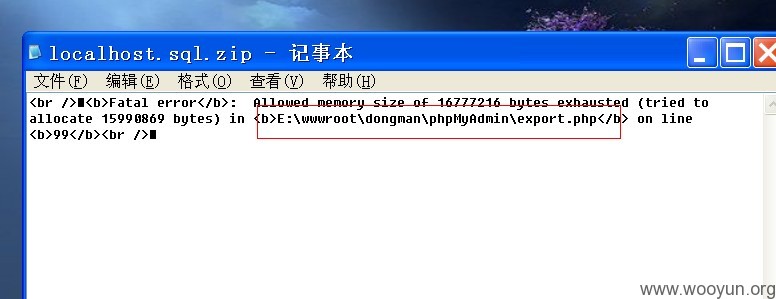 localhost.sql.zip - 记事本
文件(F) 编辑(E) 格式(O) 查看(V) 帮助(H)
<br />■<b>Fatal error</b>:  Allowed memory size of 16777216 bytes exhausted (tried to
allocate 15990869 bytes) in <b>E:\wwwroot\dongman\phpMyAdmin\export.php</b> on line
<b>99</b><br />■
www.wooyun.org